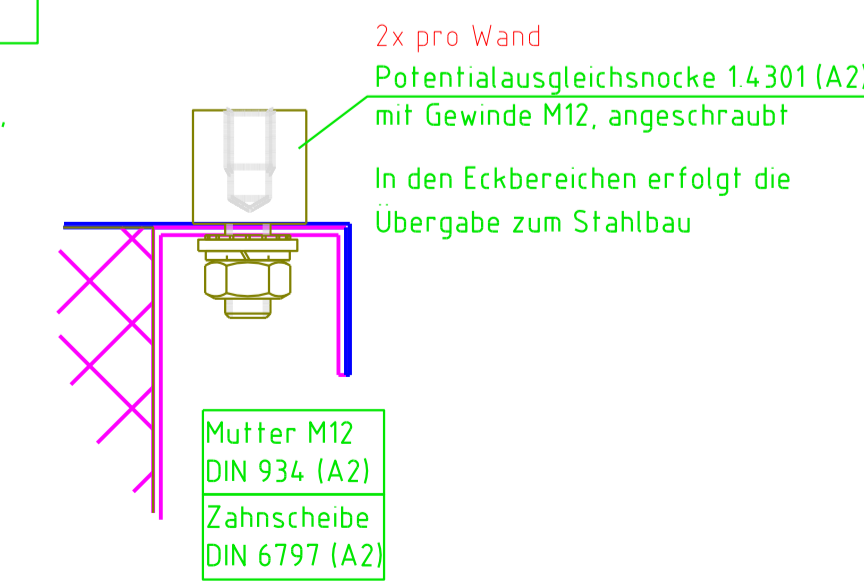 2x pro Wand
Potentialausgleichsnocke 1.4301 (A2)
mit Gewinde M12, angeschraubt
In den Eckbereichen erfolgt die
Übergabe zum Stahlbau
,
Mutter M12
DIN 934 (A2)
Zahnscheibe
DIN 6797 (A2)